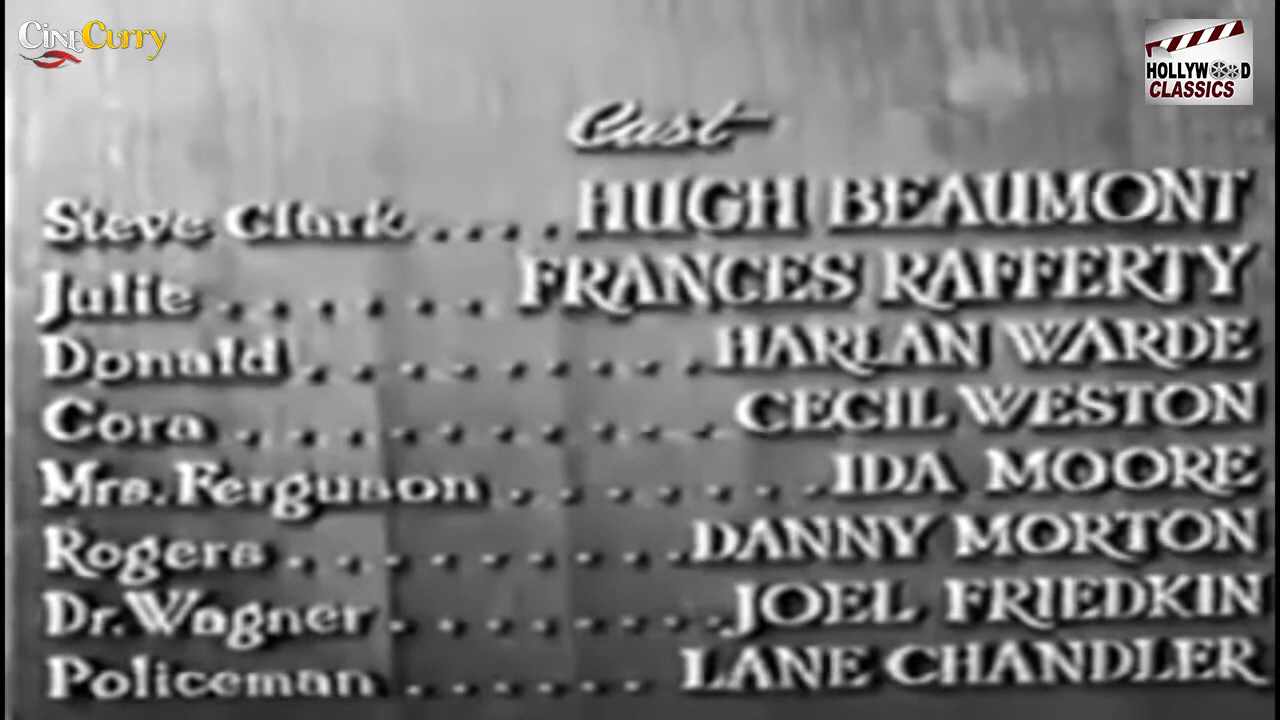 CINECURRY
HOLLYWOOD
CLASSICS
Cast
Steve Clark....HUGH BEAUMONT
Julie......FRANCES RAFFERTY
Donald.........HARLAN WARDE
Cora..........CECIL WESTON
Mrs. Ferguson.......IDA MOORE
Rogers..........DANNY MORTON
Dr. Wagner........JOEL FRIEDKIN
Policeman......LANE CHANDLER